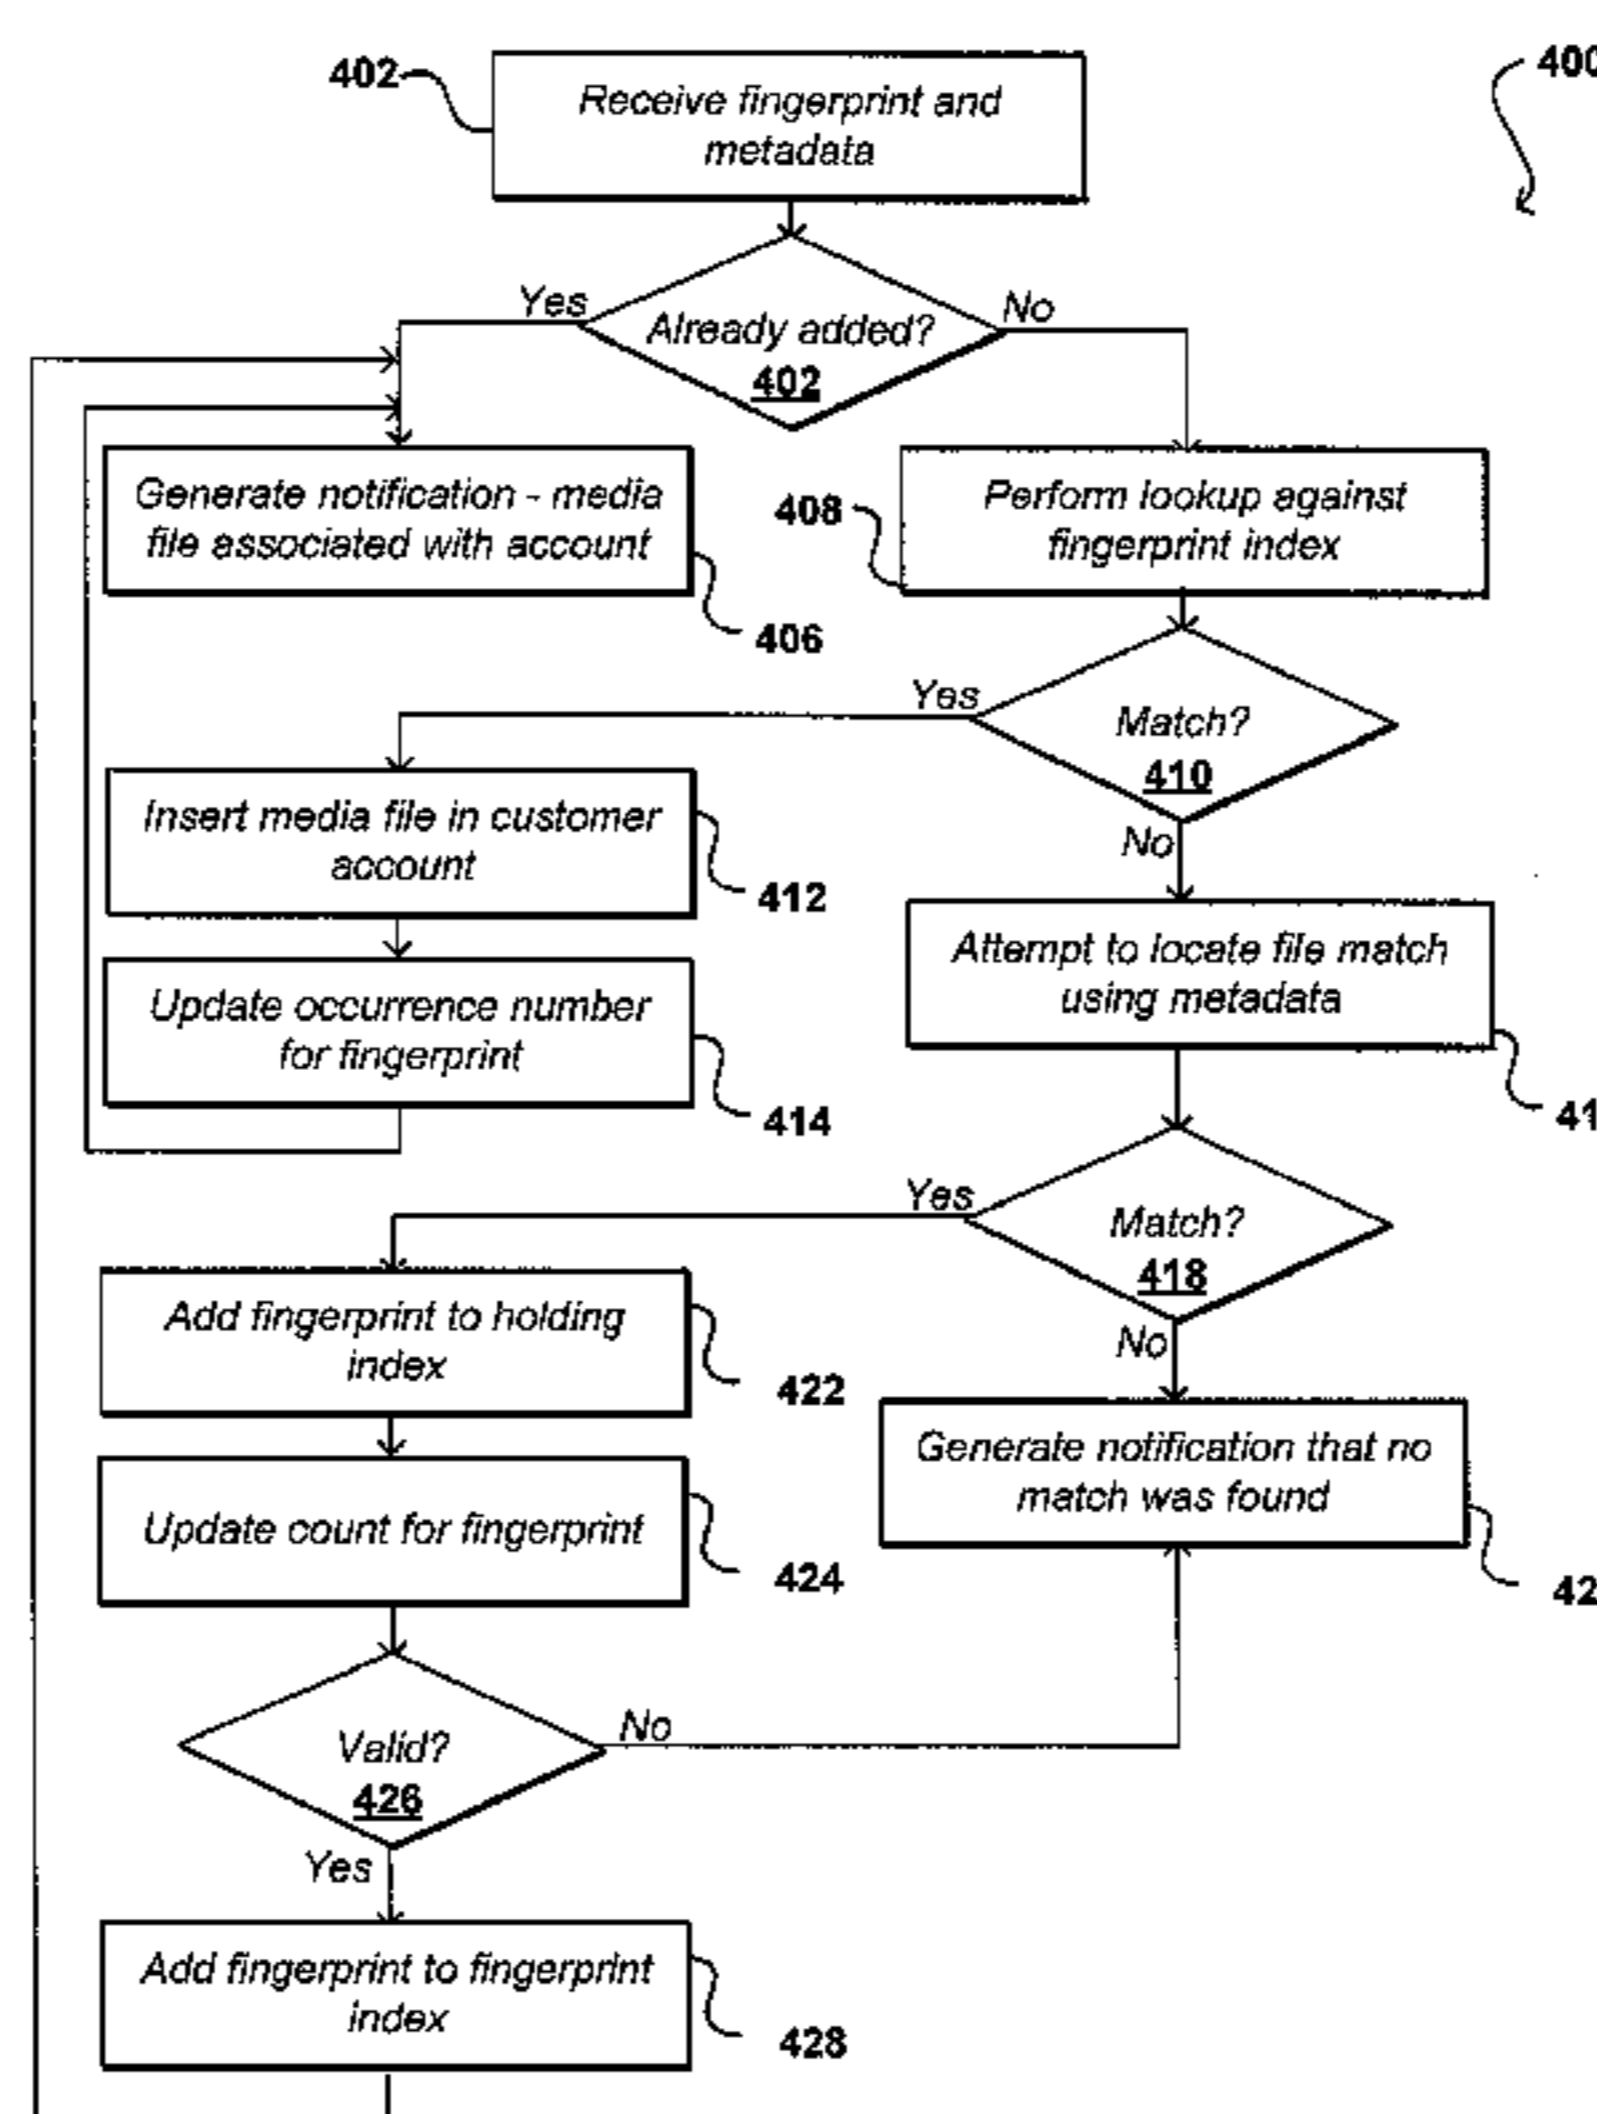 402
400
Receive fingerprint and
metadata
Yes
No
Already added?
402
Generate notification - media
file associated with account
406
408
Perform lookup against
fingerprint index
Yes
Match?
410
No
Insert media file in customer
account
412
Attempt to locate file match
using metadata
41
Update occurrence number
for fingerprint
414
Yes
Match?
418
No
Add fingerprint to holding
index
422
Generate notification that no
match was found
42
Update count for fingerprint
424
Valid?
426
No
Yes
Add fingerprint to fingerprint
index
428